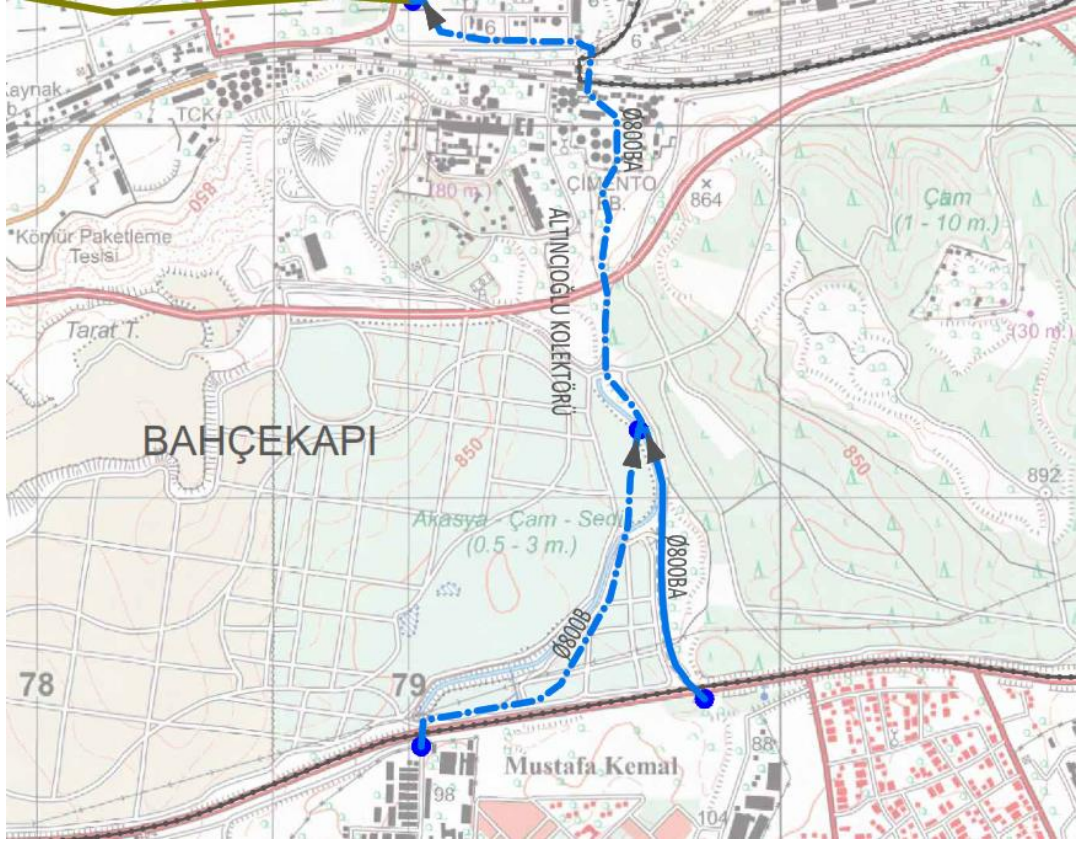 6
6
Kaynak
b.
TCK
Ø800BA
ÇİMENTO
FB.
864
(80 m.)
850
Çam
(1 - 10 m.)
Kömür Paketleme
Tesisi
ALTINCIOĞLU KOLEKTÖRÜ
Tarat T.
(30 m.)
BAHÇEKAPI
850
850
892
Akasya - Çam - Sedir
(0.5 - 3 m.)
Ø800BA
Ø800B
78
79
88
Mustafa Kemal
98
104